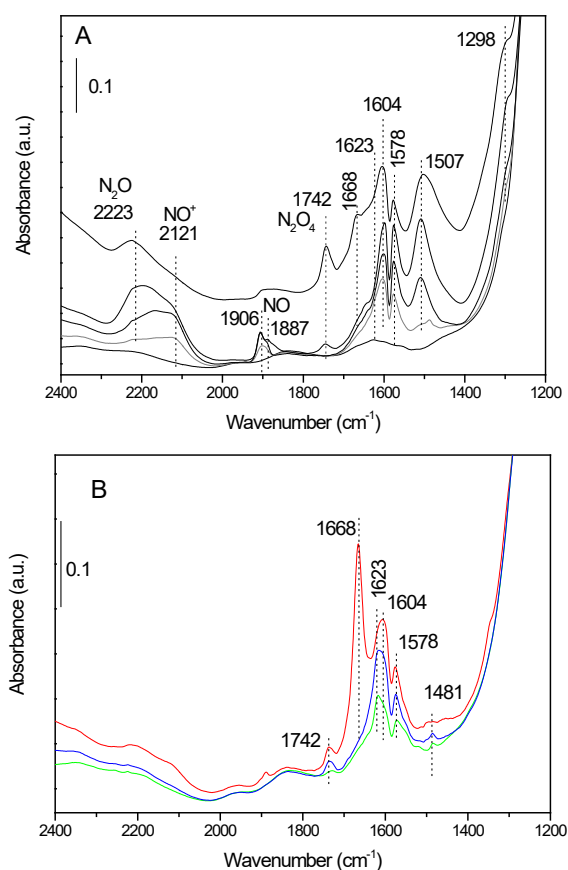 A
0.1
1298
1604
1623
1578
1507
1668
1742
N₂O₄
N₂O
2223
NO⁺
2121
NO
1906
1887
Absorbance (a.u.)
2400 2200 2000 1800 1600 1400 1200
Wavenumber (cm⁻¹)
B
0.1
1668
1623
1604
1578
1481
1742
Absorbance (a.u.)
2400 2200 2000 1800 1600 1400 1200
Wavenumber (cm⁻¹)